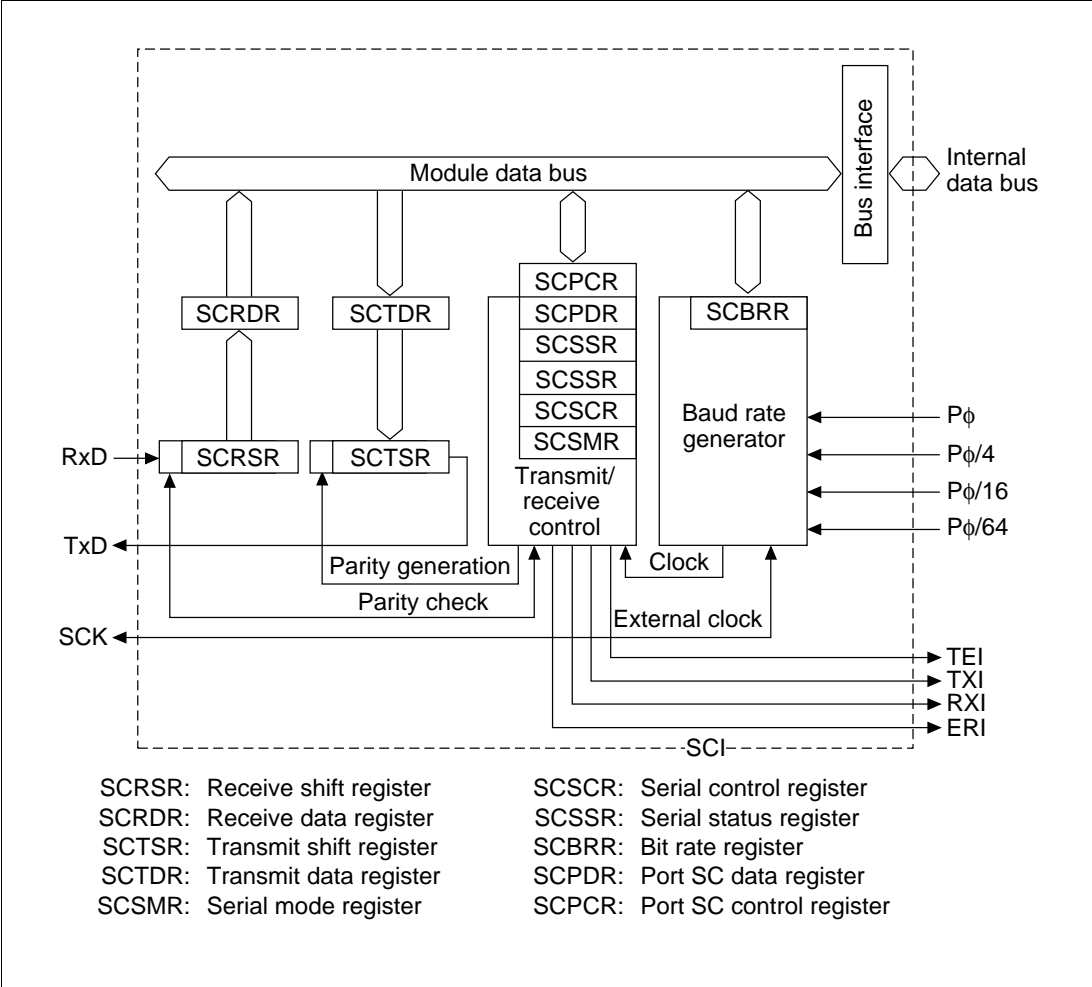 Module data bus
Bus interface
Internal
data bus
SCRDR
SCTDR
SCPCR
SCPDR
SCSSR
SCSSR
SCSCR
SCSMR
Transmit/
receive
control
SCBRR
Baud rate
generator
Pϕ
Pϕ/4
Pϕ/16
Pϕ/64
RxD
SCRSR
SCTSR
TxD
Parity generation
Clock
Parity check
External clock
SCK
TEI
TXI
RXI
ERI
SCI
SCRSR: Receive shift register
SCRDR: Receive data register
SCTSR: Transmit shift register
SCTDR: Transmit data register
SCSMR: Serial mode register
SCSCR: Serial control register
SCSSR: Serial status register
SCBRR: Bit rate register
SCPDR: Port SC data register
SCPCR: Port SC control register